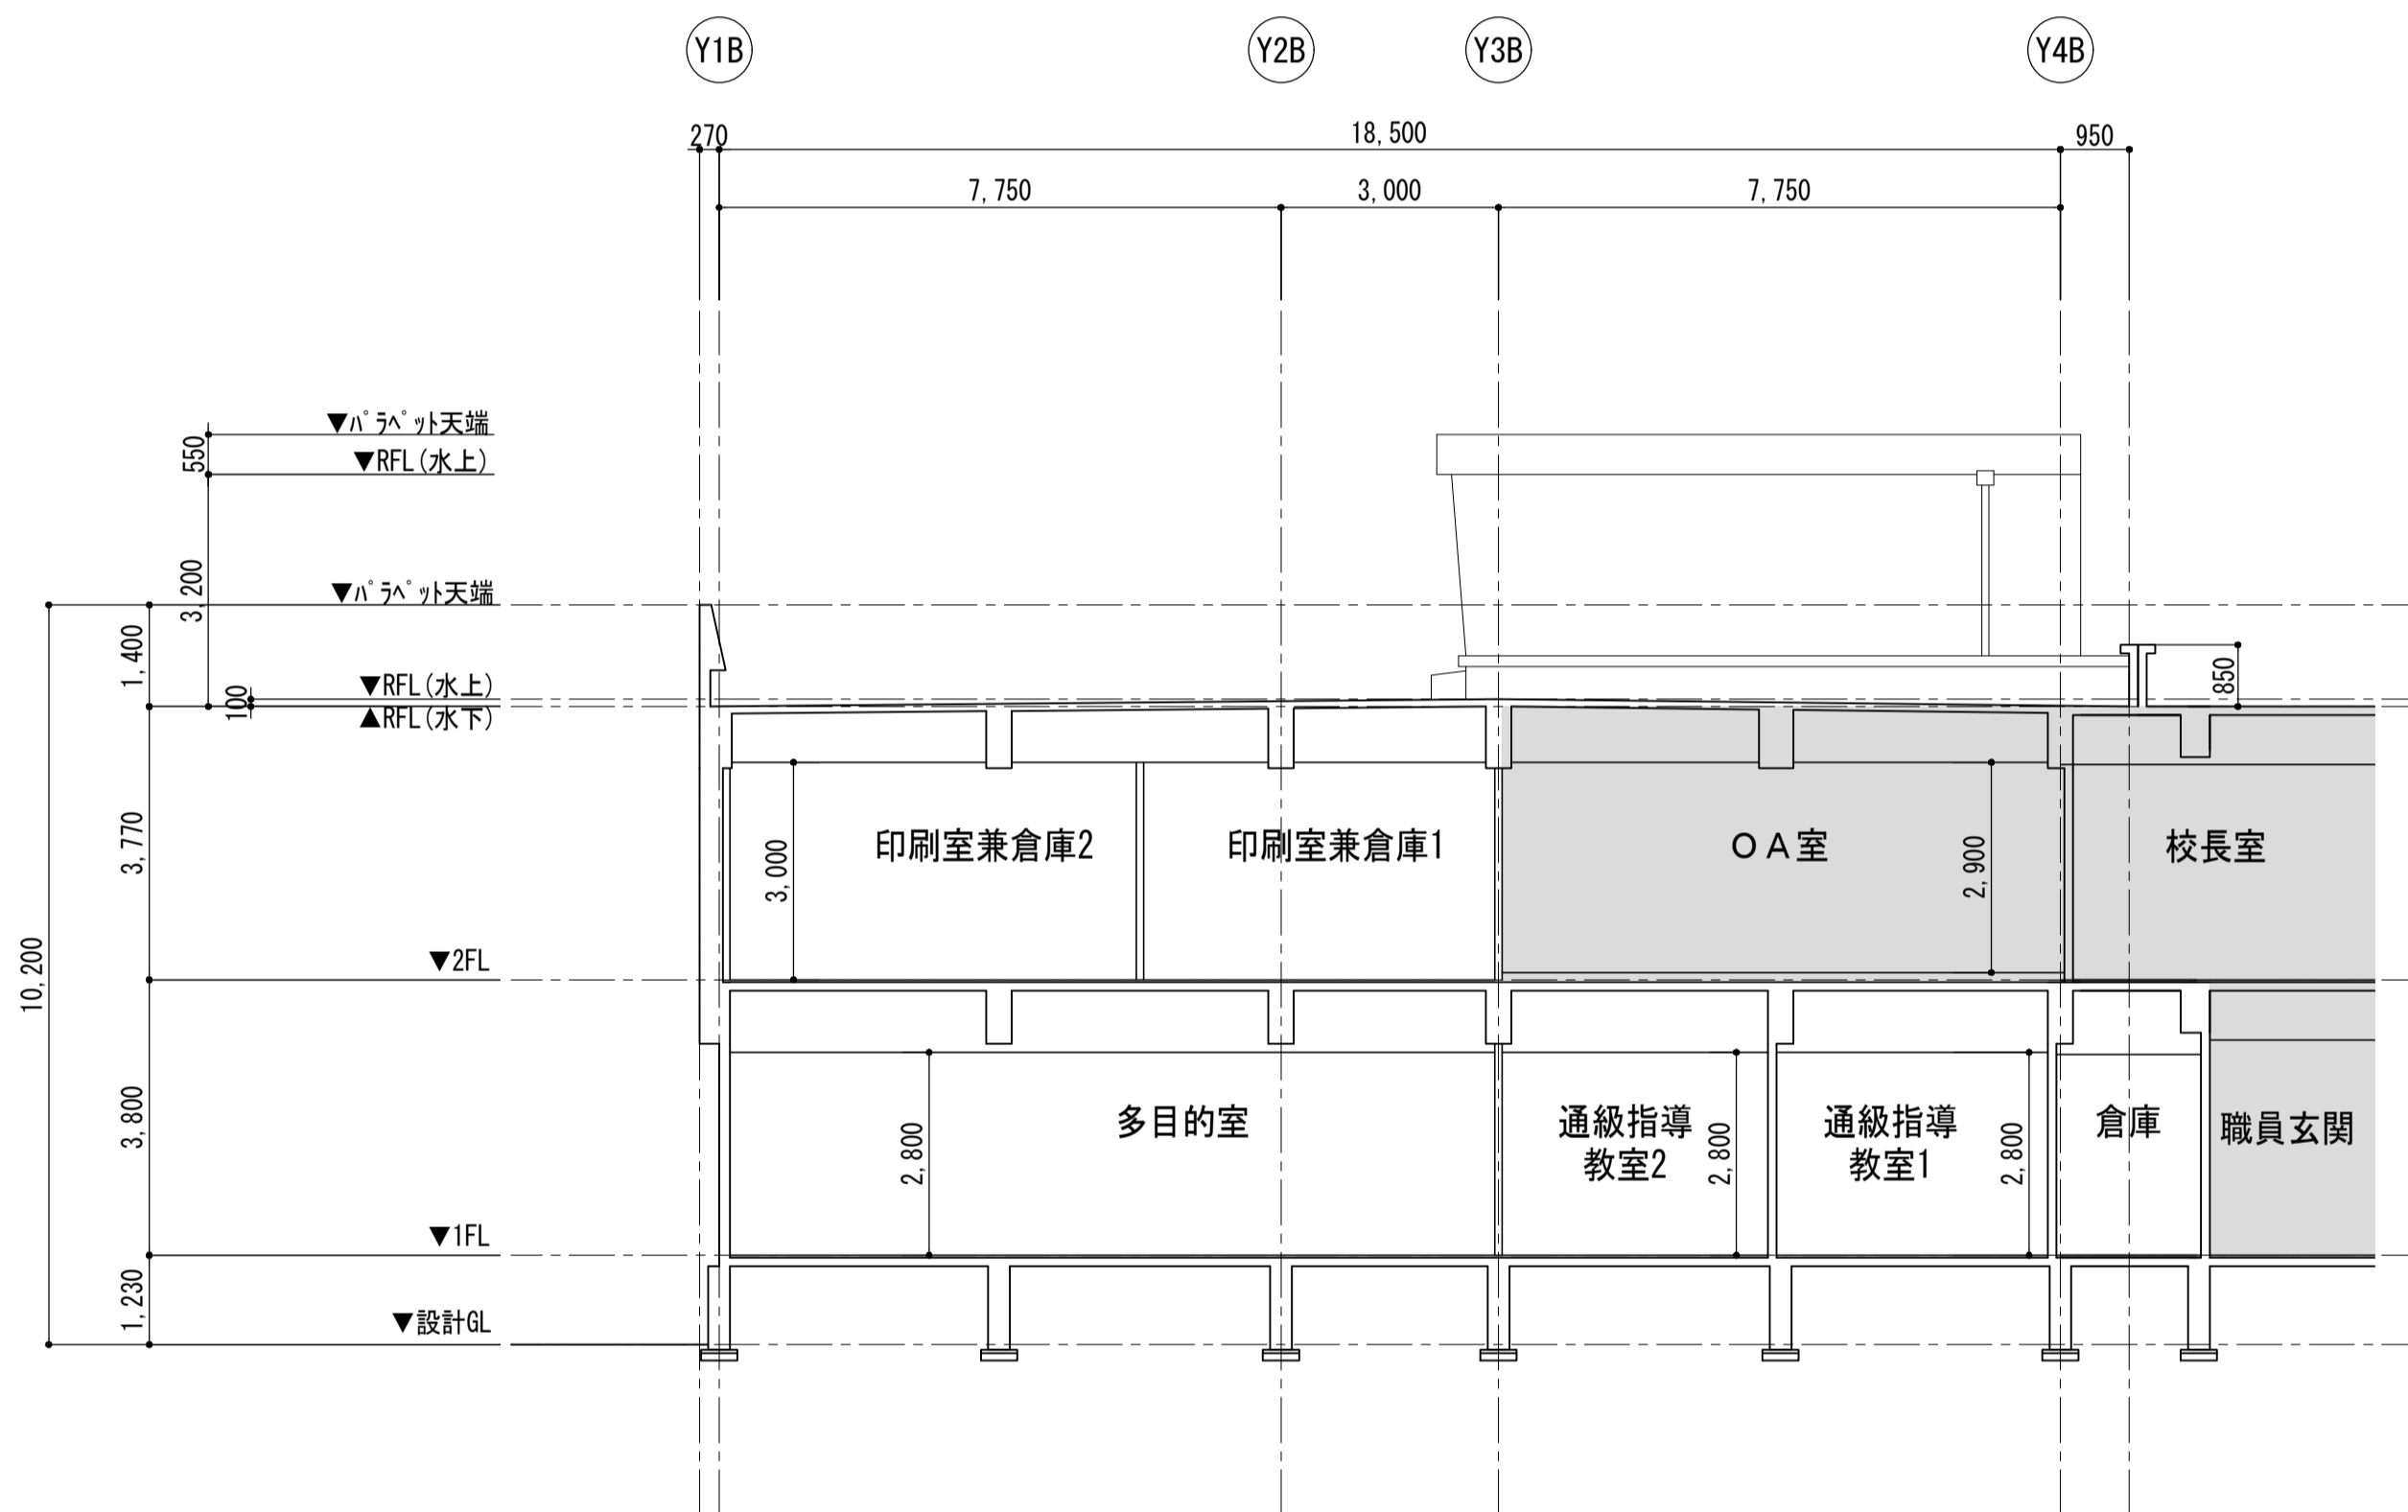 Y1B
Y2B
Y3B
Y4B
270
18,500
950
7,750
3,000
7,750
▼ﾊﾟﾗﾍﾟｯﾄ天端
550
▼RFL(水上)
3,200
▼ﾊﾟﾗﾍﾟｯﾄ天端
1,400
850
▼RFL(水上)
100
▲RFL(水下)
3,770
印刷室兼倉庫2
印刷室兼倉庫1
ＯＡ室
校長室
3,000
2,900
10,200
▼2FL
3,800
多目的室
通級指導
教室2
通級指導
教室1
倉庫
職員玄関
2,800
2,800
2,800
▼1FL
1,230
▼設計GL